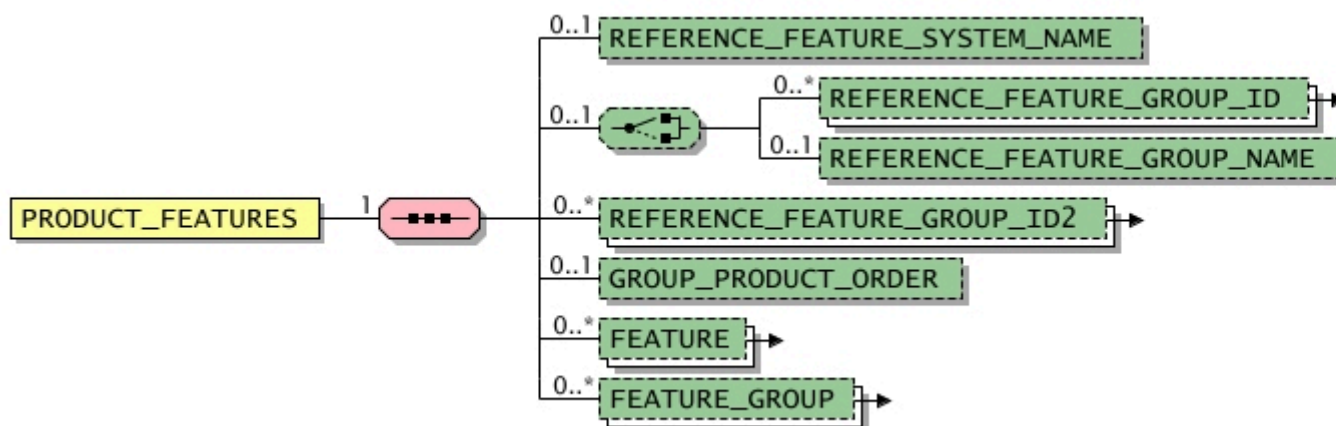 0..1 REFERENCE_FEATURE_SYSTEM_NAME
0..* REFERENCE_FEATURE_GROUP_ID
0..1
0..1 REFERENCE_FEATURE_GROUP_NAME
PRODUCT_FEATURES 1
0..* REFERENCE_FEATURE_GROUP_ID2
0..1 GROUP_PRODUCT_ORDER
0..* FEATURE
0..* FEATURE_GROUP